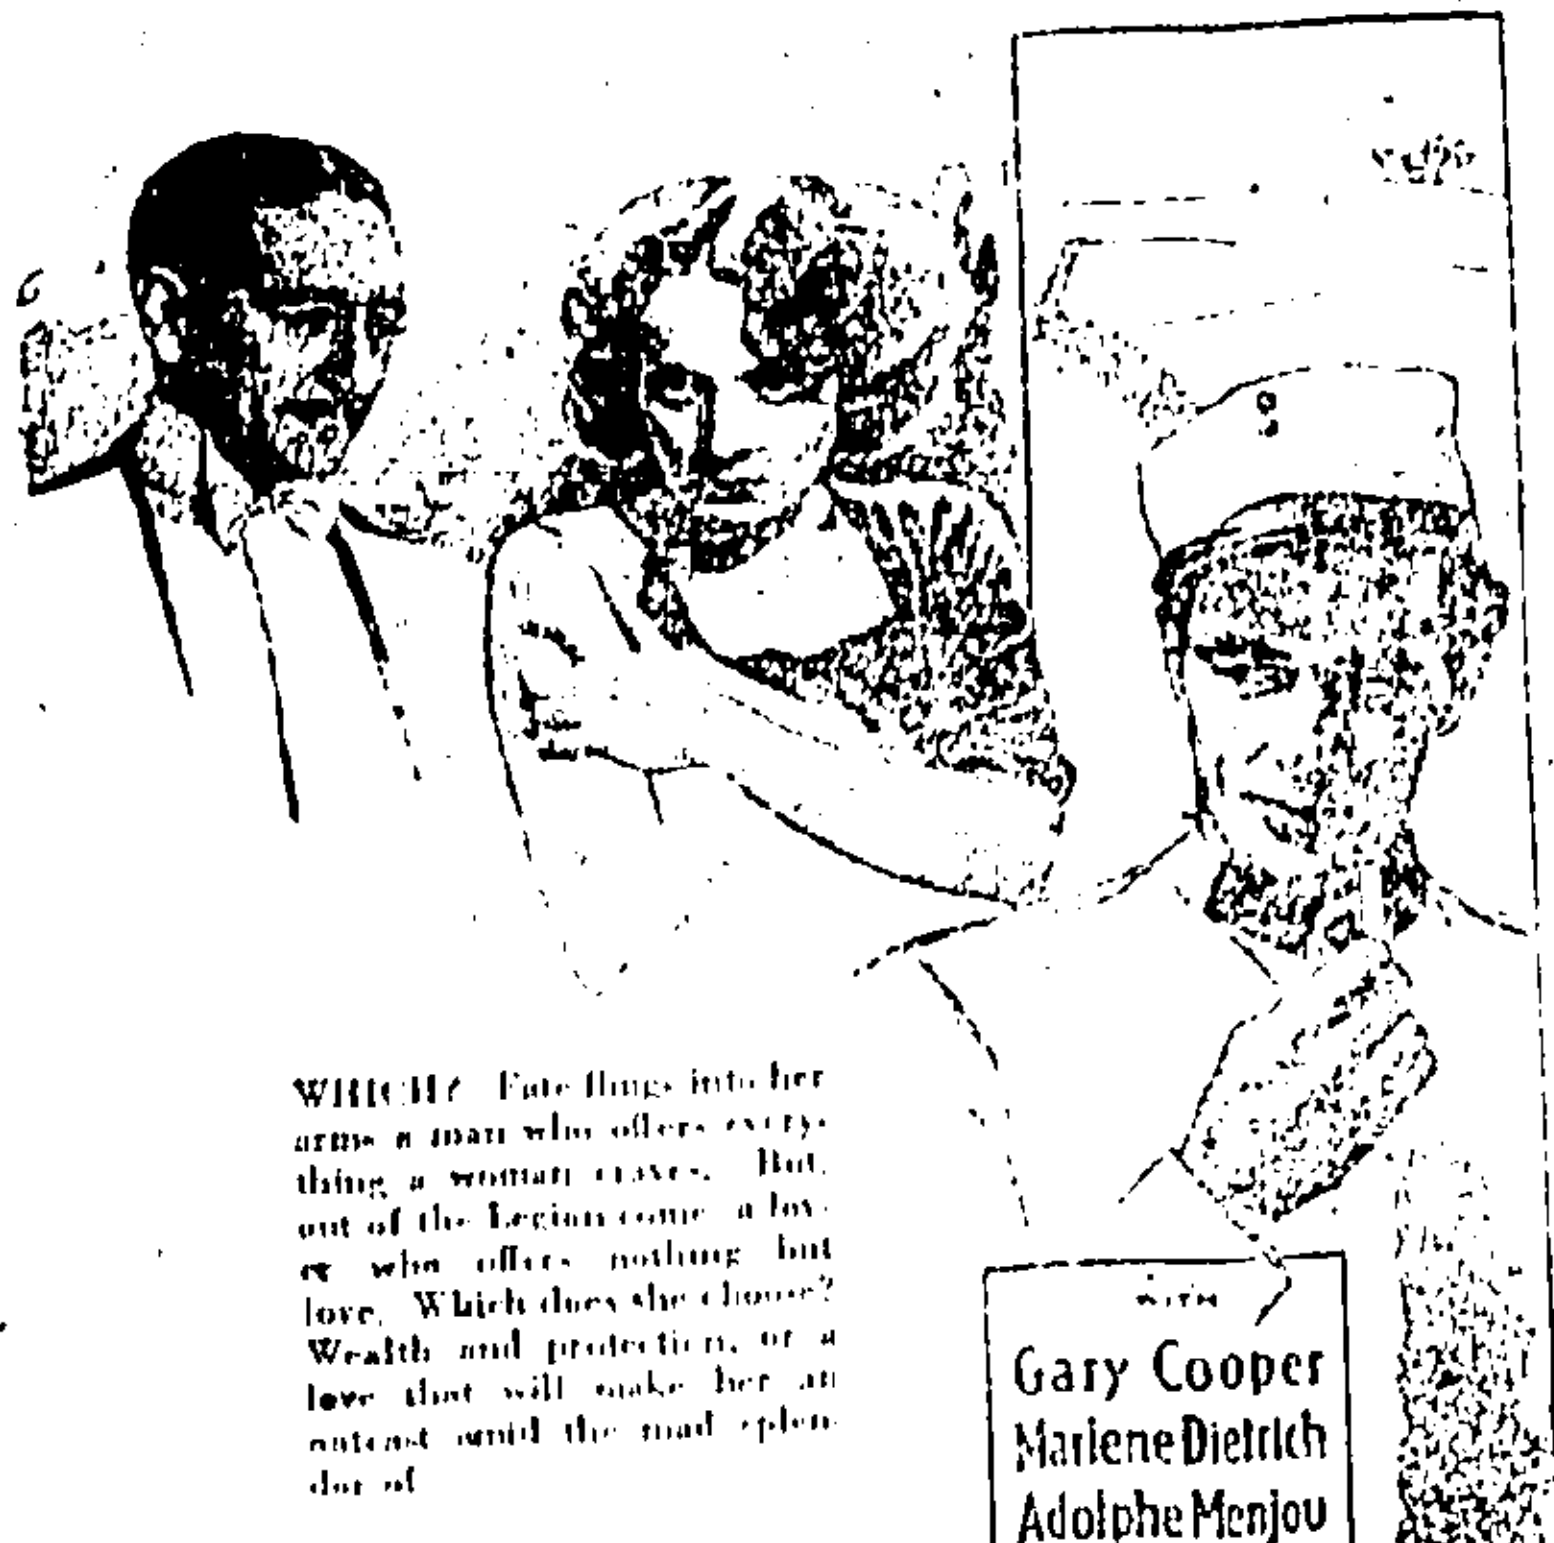 WHICH? Fate flings into her
arms a man who offers every-
thing a woman craves. But,
out of the Legion come a lov-
er who offers nothing but
love. Which does she choose?
Wealth and protection, or a
love that will make her an
outcast amid the mad splen-
dor of
WITH
Gary Cooper
Marlene Dietrich
Adolphe Menjou